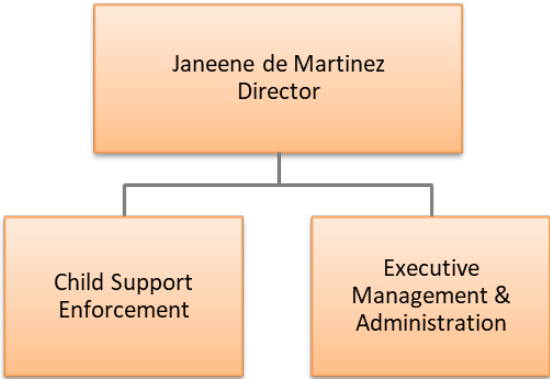 Janeene de Martinez
Director
Child Support
Enforcement
Executive
Management &
Administration